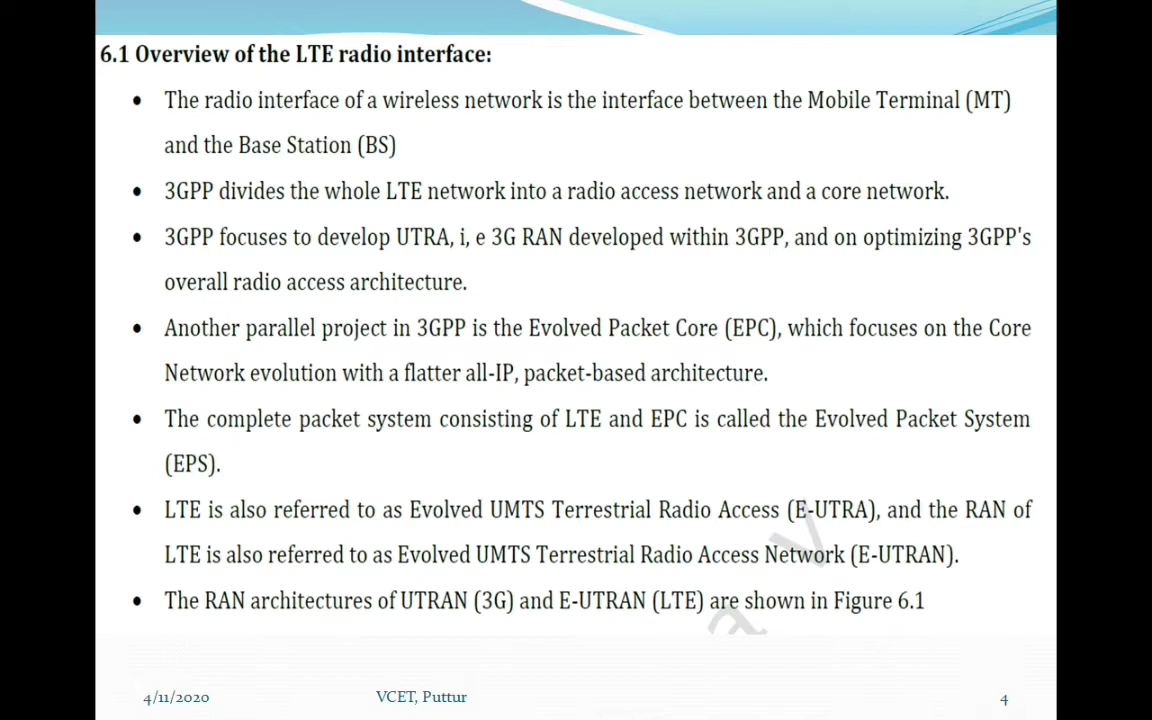 6.1 Overview of the LTE radio interface:
• The radio interface of a wireless network is the interface between the Mobile Terminal (MT)
and the Base Station (BS)
• 3GPP divides the whole LTE network into a radio access network and a core network.
• 3GPP focuses to develop UTRA, i, e 3G RAN developed within 3GPP, and on optimizing 3GPP's
overall radio access architecture.
• Another parallel project in 3GPP is the Evolved Packet Core (EPC), which focuses on the Core
Network evolution with a flatter all-IP, packet-based architecture.
• The complete packet system consisting of LTE and EPC is called the Evolved Packet System
(EPS).
• LTE is also referred to as Evolved UMTS Terrestrial Radio Access (E-UTRA), and the RAN of
LTE is also referred to as Evolved UMTS Terrestrial Radio Access Network (E-UTRAN).
• The RAN architectures of UTRAN (3G) and E-UTRAN (LTE) are shown in Figure 6.1
4/11/2020 VCET, Puttur 4